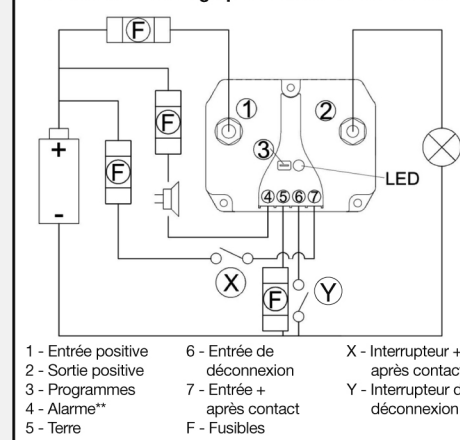 F
F
F
F
1
2
3
LED
4 5 6 7
+
-
X
Y
1 - Entrée positive
2 - Sortie positive
3 - Programmes
4 - Alarme**
5 - Terre
6 - Entrée de
déconnexion
7 - Entrée +
après contact
F - Fusibles
X - Interrupteur +
après contact
Y - Interrupteur
déconnexion